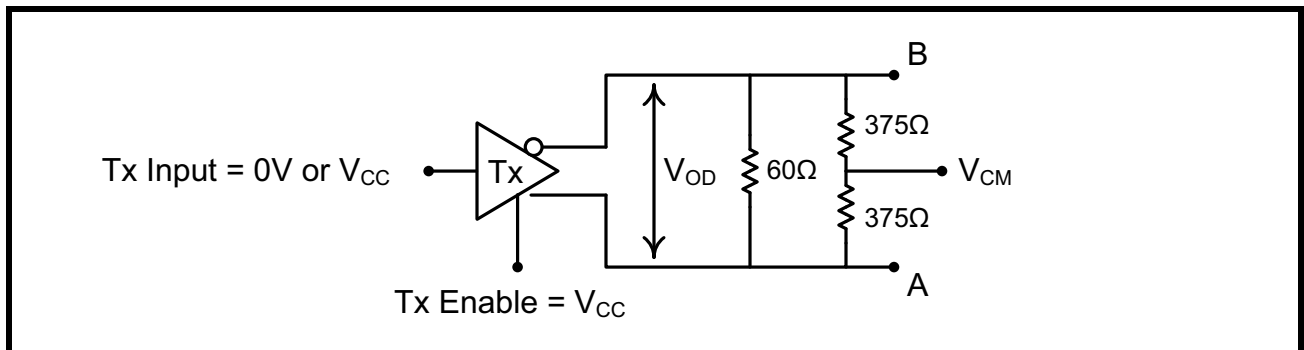 B
375Ω
Tx Input = 0V or VCC
Tx
VOD
60Ω
VCM
375Ω
A
Tx Enable = VCC